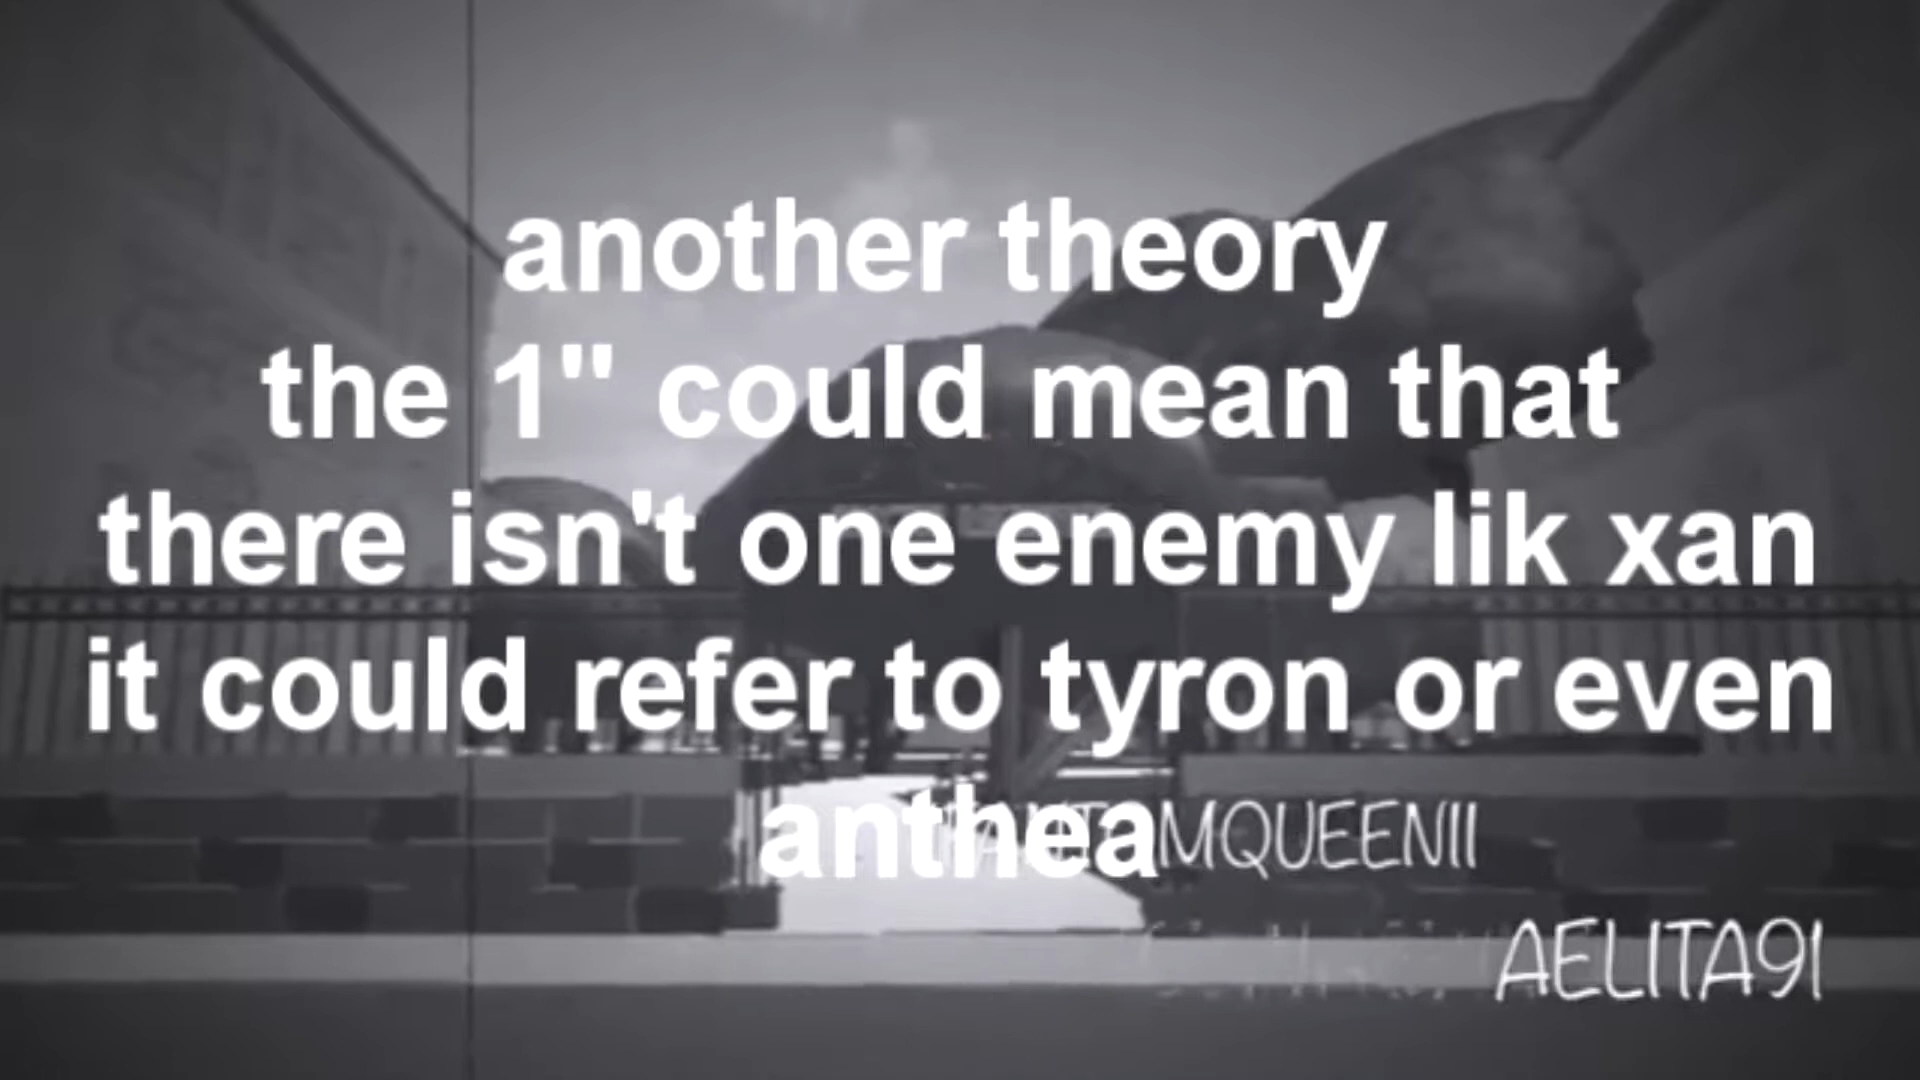 another theory
the 1" could mean that
there isn't one enemy lik xan
it could refer to tyron or even
anthea
AELITA91